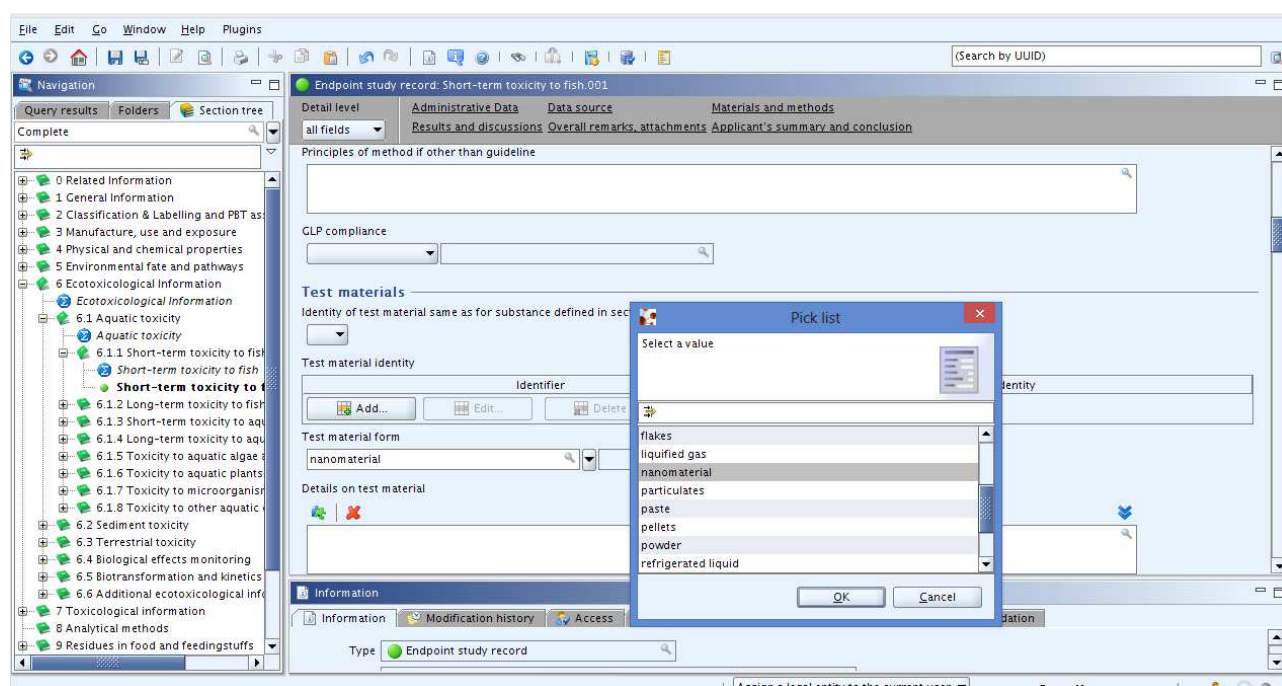 File Edit Go Window Help Plugins
(Search by UUID)
Navigation
Query results Folders Section tree
Complete
0 Related Information
1 General Information
2 Classification & Labelling and PBT as
3 Manufacture, use and exposure
4 Physical and chemical properties
5 Environmental fate and pathways
6 Ecotoxicological Information
Ecotoxicological Information
6.1 Aquatic toxicity
Aquatic toxicity
6.1.1 Short-term toxicity to fish
Short-term toxicity to fish
Short-term toxicity to f
6.1.2 Long-term toxicity to fish
6.1.3 Short-term toxicity to aqu
6.1.4 Long-term toxicity to aqu
6.1.5 Toxicity to aquatic algae
6.1.6 Toxicity to aquatic plants
6.1.7 Toxicity to microorganisr
6.1.8 Toxicity to other aquatic
6.2 Sediment toxicity
6.3 Terrestrial toxicity
6.4 Biological effects monitoring
6.5 Biotransformation and kinetics
6.6 Additional ecotoxicological info
7 Toxicological information
8 Analytical methods
9 Residues in food and feedingstuffs
Endpoint study record: Short-term toxicity to fish.001
Detail level Administrative Data Data source Materials and methods
all fields Results and discussions Overall remarks, attachments Applicant's summary and conclusion
Principles of method if other than guideline
GLP compliance
Test materials
Identity of test material same as for substance defined in sec
Test material identity
Identifier dentity
Add... Edit... Delete
Test material form
nanomaterial
Details on test material
Pick list
Select a value
flakes
liquified gas
nanomaterial
particulates
paste
pellets
powder
refrigerated liquid
OK Cancel
Information
Information Modification history Access dation
Type Endpoint study record
Assign a legal entity to the current user